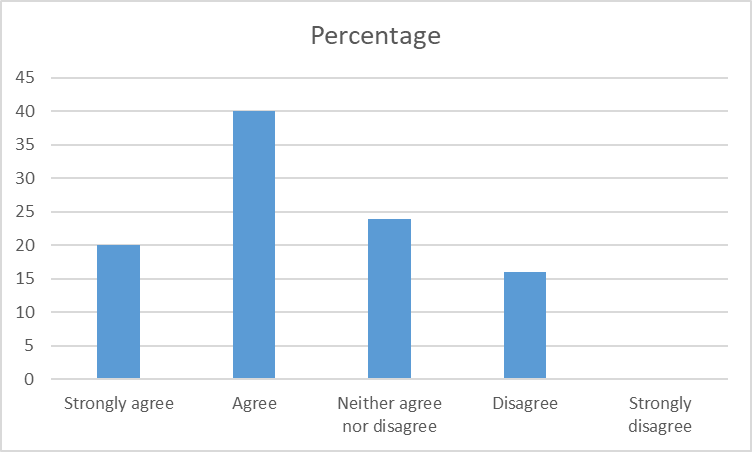 Percentage
45
40
35
30
25
20
15
10
5
0
Strongly agree
Agree
Neither agree
nor disagree
Disagree
Strongly
disagree